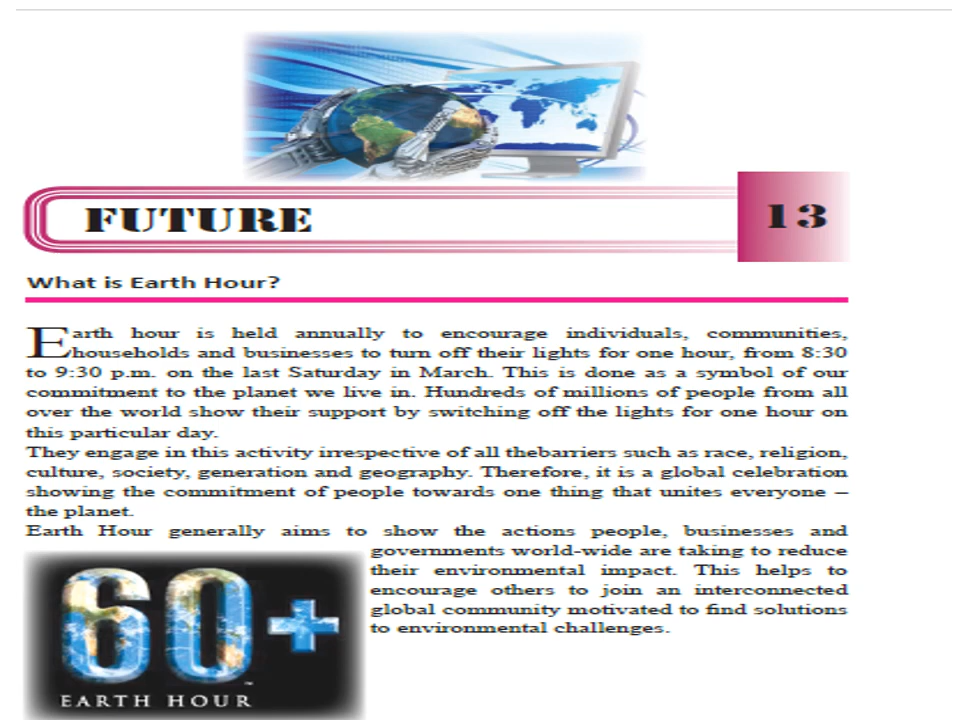 FUTURE
13
What is Earth Hour?
Earth hour is held annually to encourage individuals, communities,
households and businesses to turn off their lights for one hour, from 8:30
to 9:30 p.m. on the last Saturday in March. This is done as a symbol of our
commitment to the planet we live in. Hundreds of millions of people from all
over the world show their support by switching off the lights for one hour on
this particular day.
They engage in this activity irrespective of all thebarriers such as race, religion,
culture, society, generation and geography. Therefore, it is a global celebration
showing the commitment of people towards one thing that unites everyone –
the planet.
Earth Hour generally aims to show the actions people, businesses and
governments world-wide are taking to reduce
their environmental impact. This helps to
encourage others to join an interconnected
global community motivated to find solutions
to environmental challenges.
60+
™
EARTH HOUR